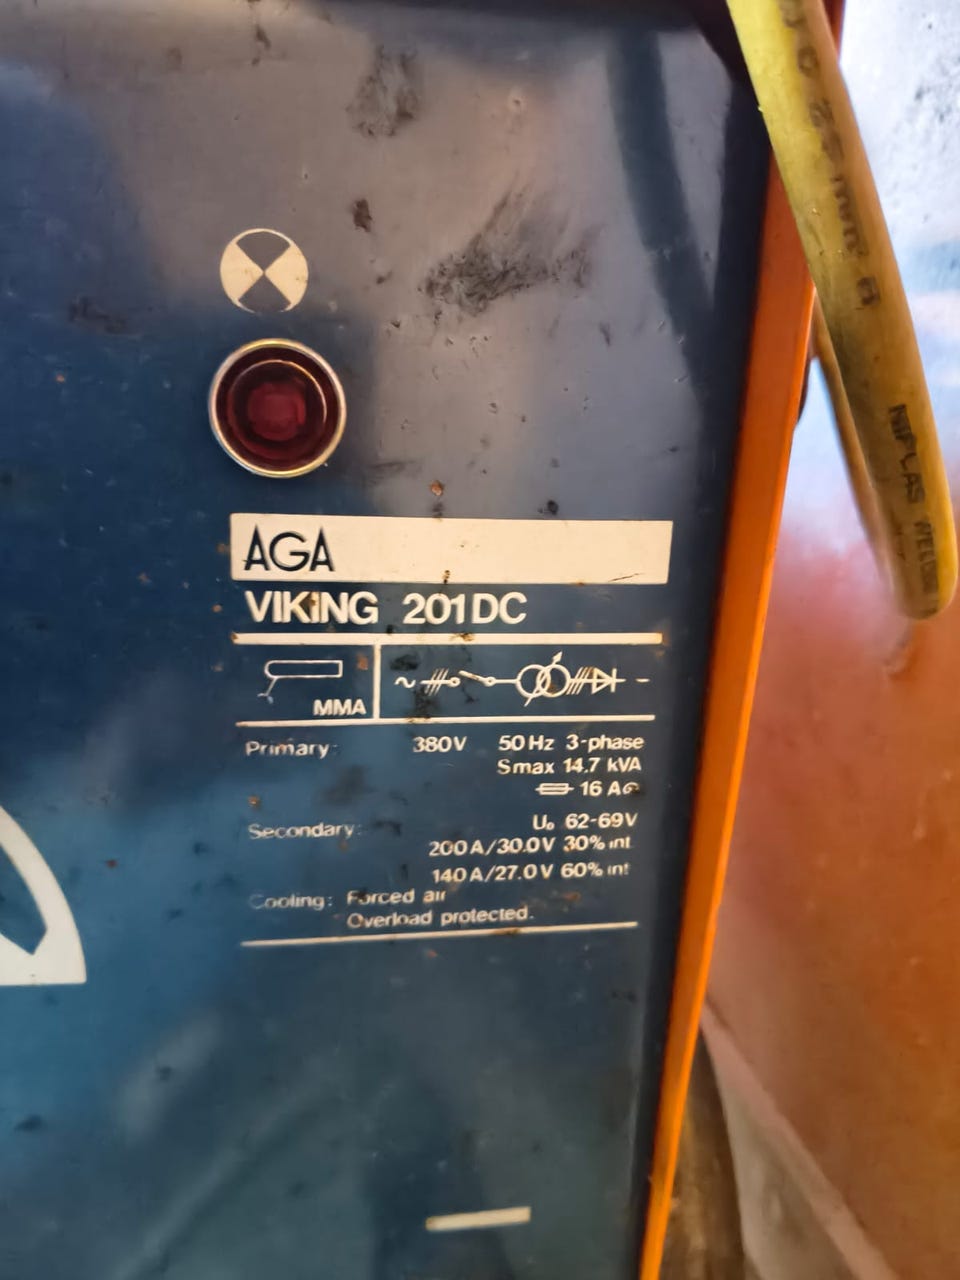 AGA
VIKING 201DC
MMA
Primary: 380V 50Hz 3-phase
Smax 14.7 kVA
16 A
Secondary: U₀ 62-69V
200A/30.0V 30% int.
140A/27.0V 60% int
Cooling: Forced air
Overload protected.
NIPLAS